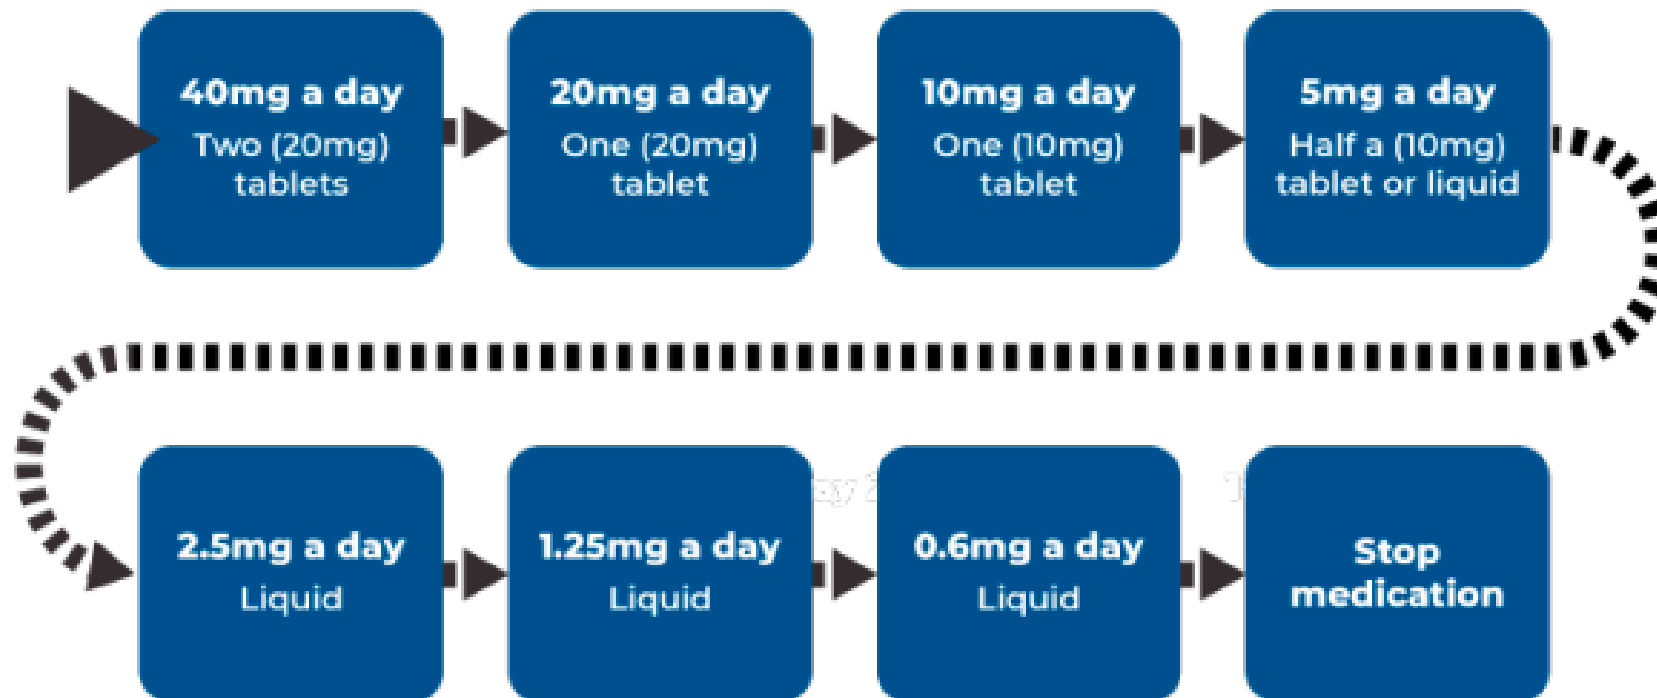 40mg a day
Two (20mg)
tablets
20mg a day
One (20mg)
tablet
10mg a day
One (10mg)
tablet
5mg a day
Half a (10mg)
tablet or liquid
2.5mg a day
Liquid
1.25mg a day
Liquid
0.6mg a day
Liquid
Stop
medication